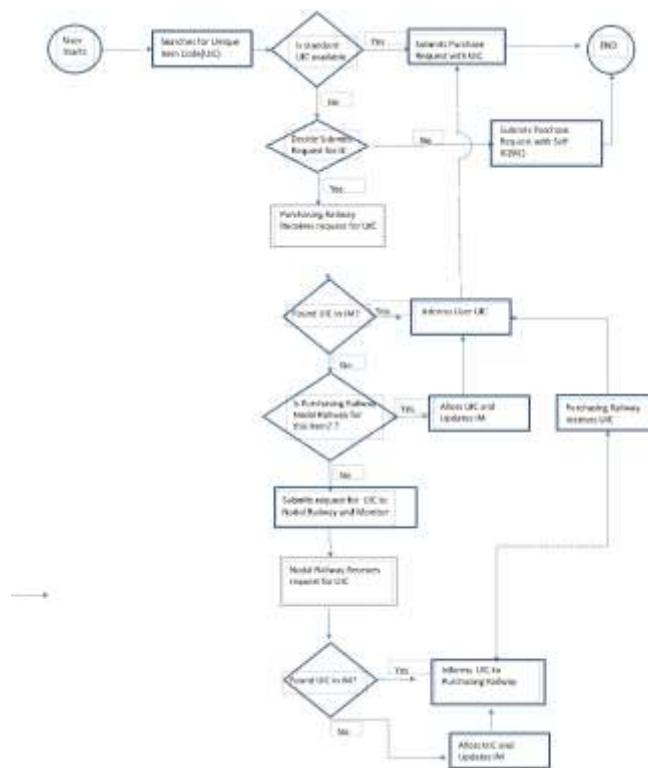 User
Starts
Searches for Unique
Item Code(UIC)
Is standard
UIC available
Yes
Submits Purchase
Request with UIC
END
No
Decide Submit
Request for
No
Submits Purchase
Request with Self
Yes
Purchasing Railway
Receives request for UIC
Found UIC in IM?
Yes
Informs User UIC
No
Is Purchasing Railway
Nodal Railway for
this item? ?
Yes
Allots UIC and
Updates IM
Purchasing Railway
receives UIC
No
Submits request for UIC to
Nodal Railway and Monitor
Nodal Railway Receives
request for UIC
Found UIC in IM?
Yes
Informs UIC to
Purchasing Railway
No
Allots UIC and
Updates IM